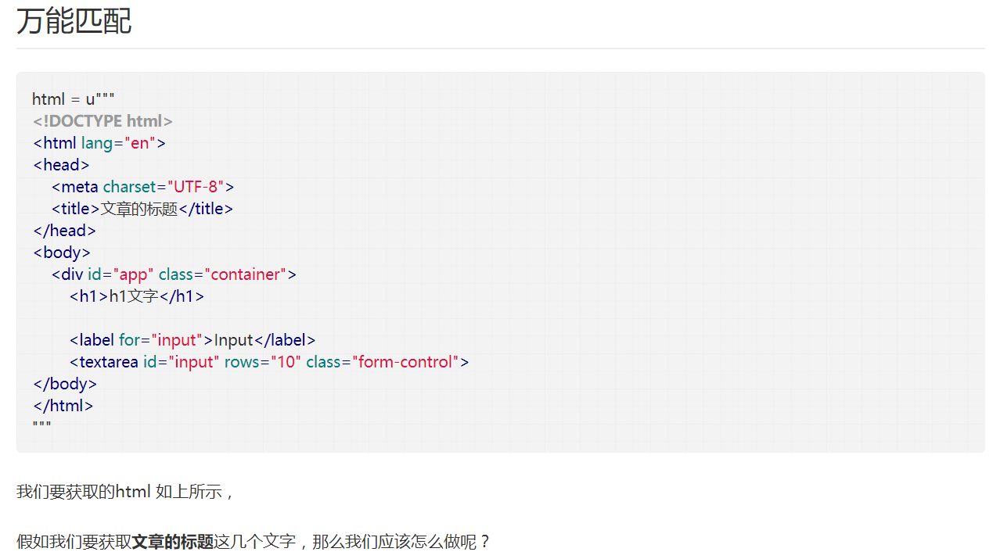 万能匹配
html = u"""
<!DOCTYPE html>
<html lang="en">
<head>
    <meta charset="UTF-8">
    <title>文章的标题</title>
</head>
<body>
    <div id="app" class="container">
        <h1>h1文字</h1>

        <label for="input">Input</label>
        <textarea id="input" rows="10" class="form-control">
</body>
</html>
"""
我们要获取的html 如上所示，
假如我们要获取文章的标题这几个文字，那么我们应该怎么做呢？